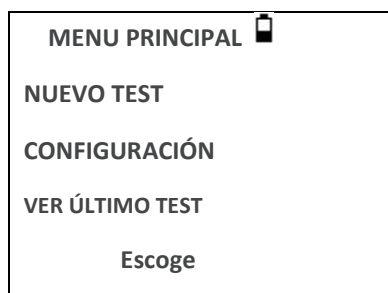 MENU PRINCIPAL
NUEVO TEST
CONFIGURACIÓN
VER ÚLTIMO TEST
Escoge